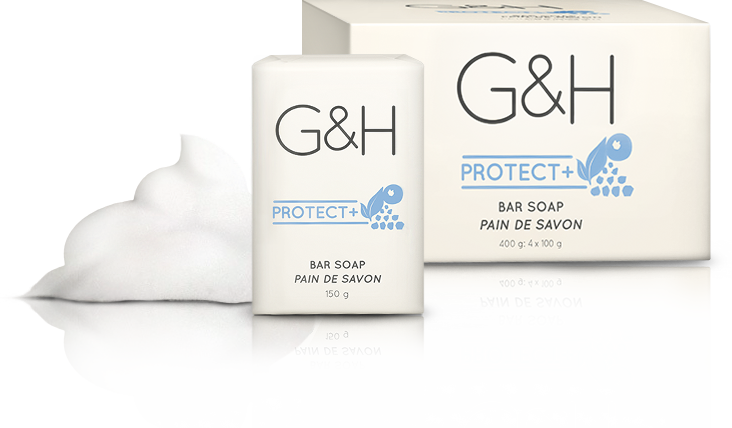 G&H
PROTECT+
BAR SOAP
PAIN DE SAVON
150 g
G&H
PROTECT+
BAR SOAP
PAIN DE SAVON
400 g: 4 x 100 g